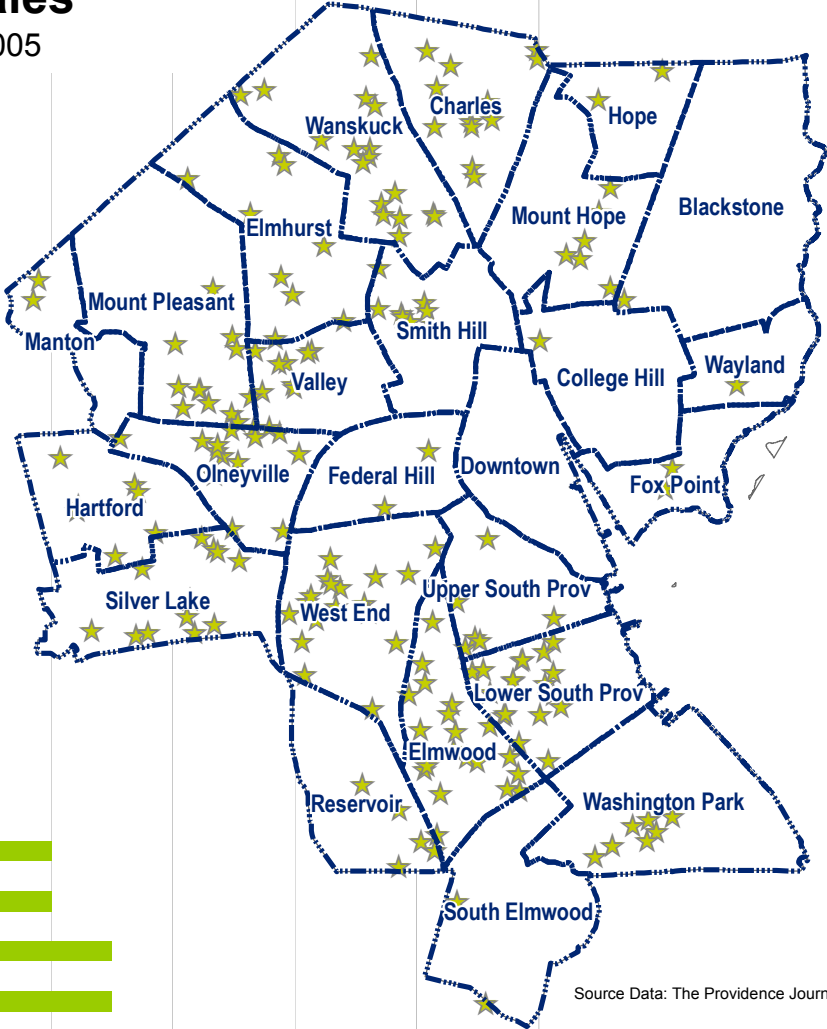 005
Charles
Hope
Wanskuck
Blackstone
Mount Hope
Elmhurst
Mount Pleasant
Smith Hill
Manton
Wayland
College Hill
Valley
Downtown
Olneyville
Federal Hill
Fox Point
Hartford
Upper South Prov
Silver Lake
West End
Lower South Prov
Elmwood
Reservoir
Washington Park
South Elmwood
Source Data: The Providence Journ